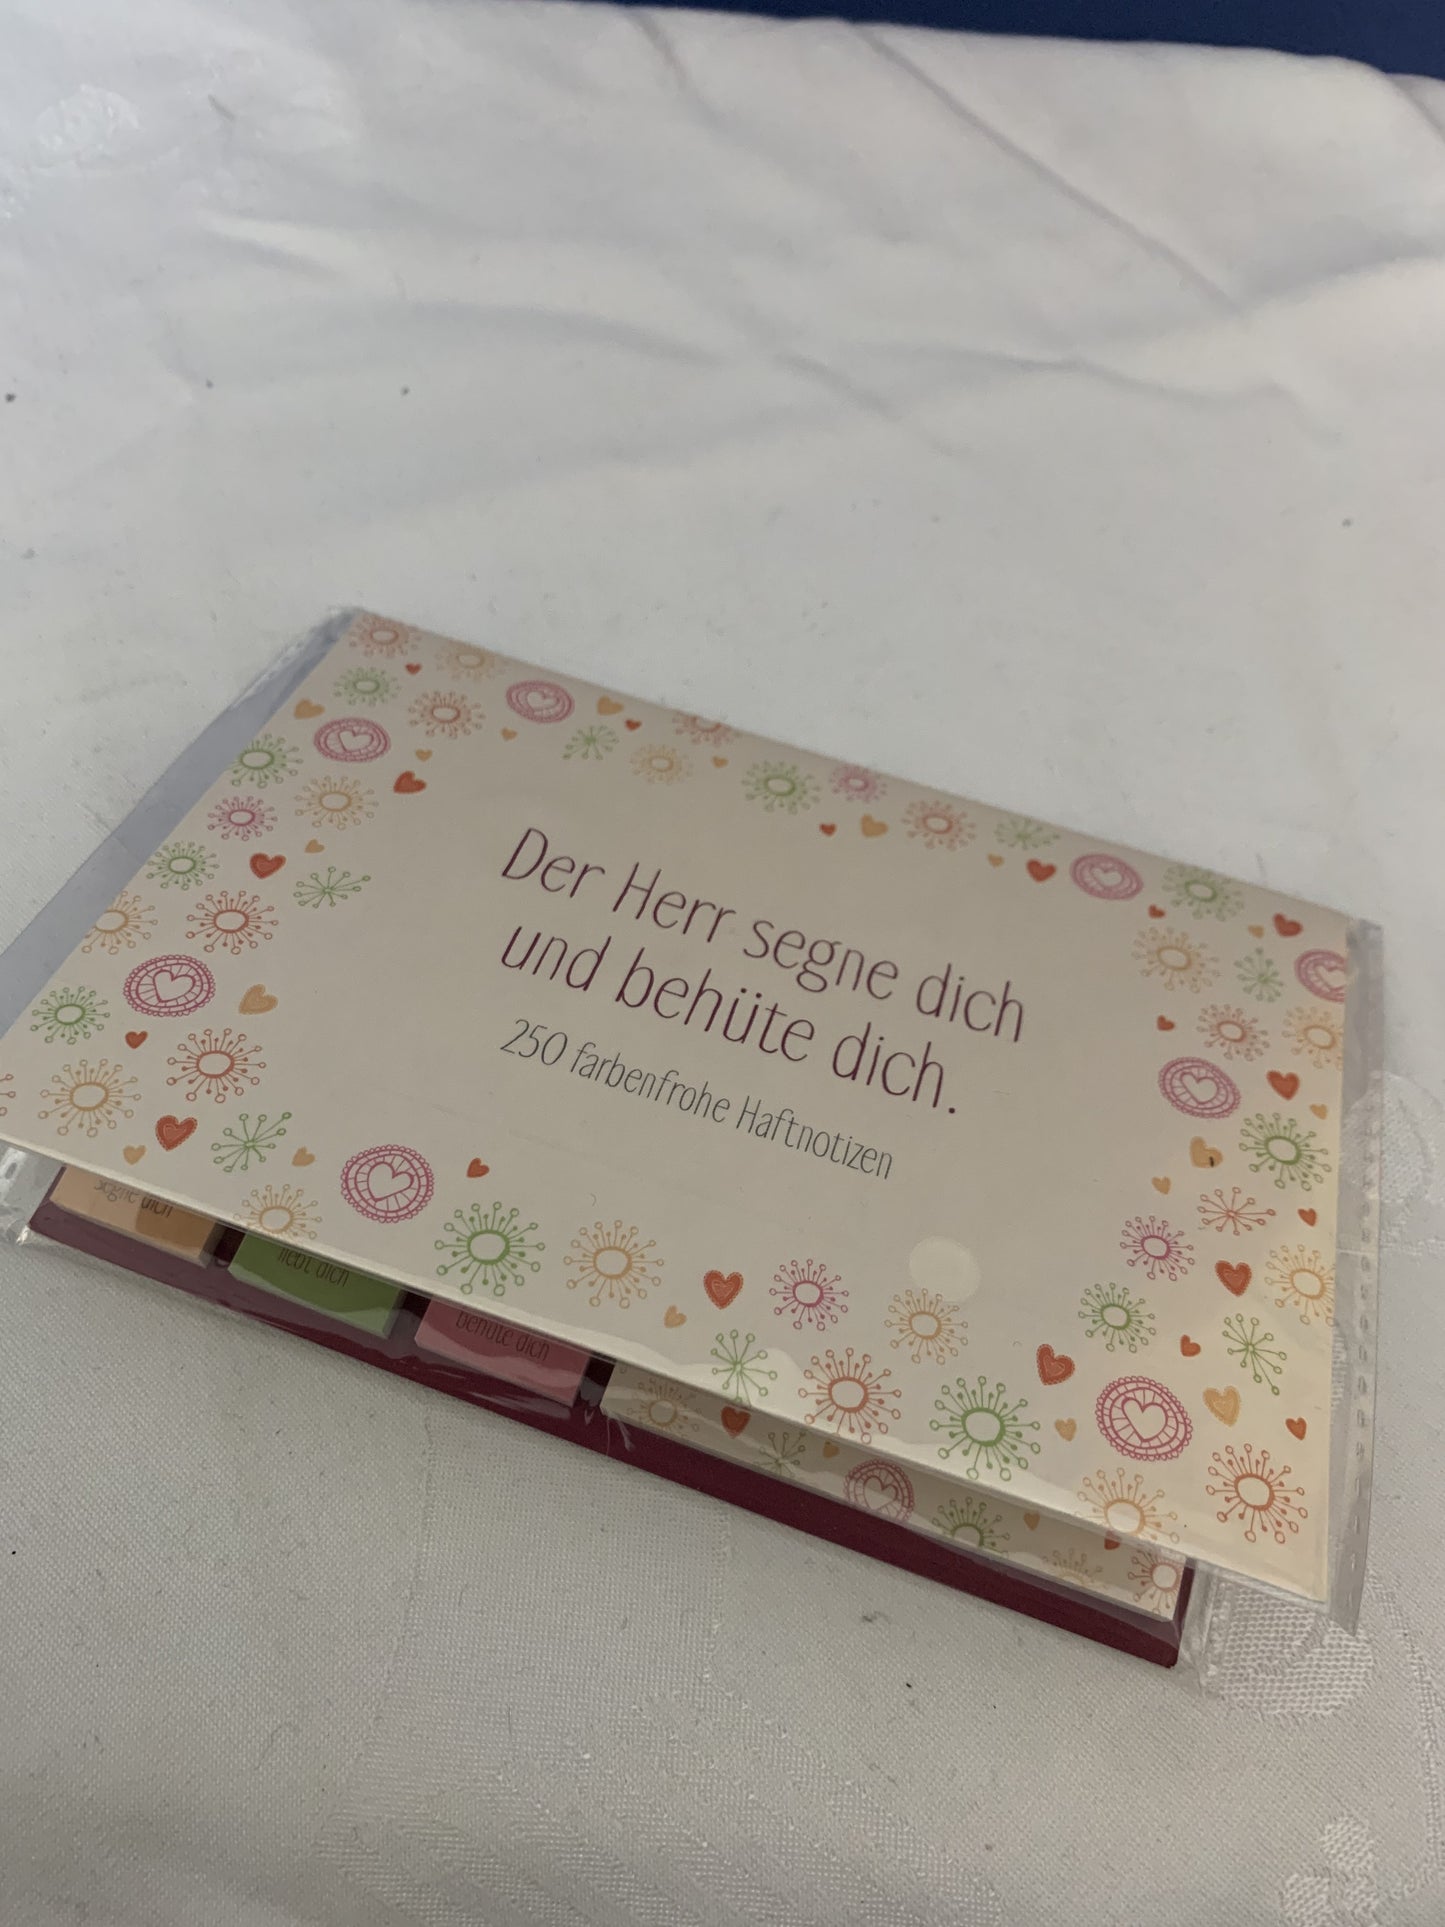 Der Herr segne dich
und behüte dich.
250 farbenfrohe Haftnotizen
segne dich
liebt dich
behüte dich